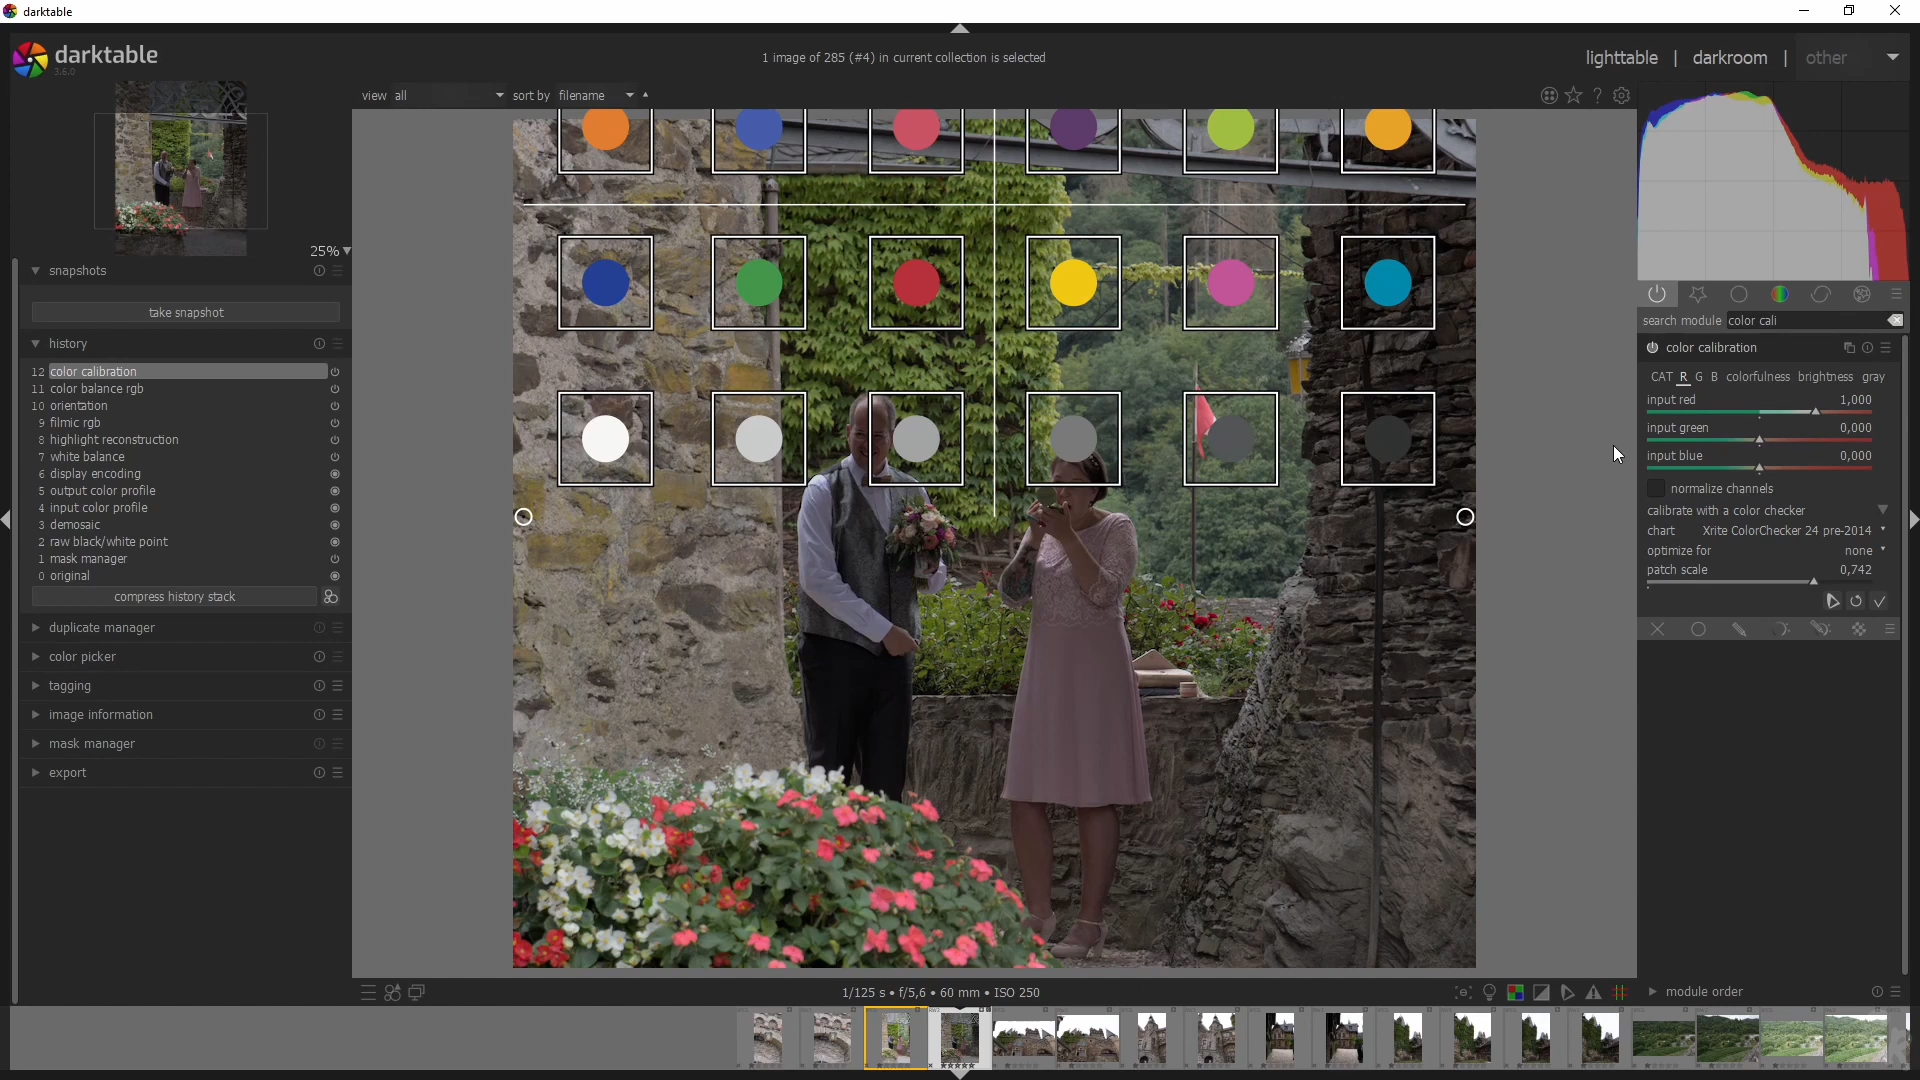 darktable
darktable
3.6.0
1 image of 285 (#4) in current collection is selected
lighttable | darkroom | other
view all
sort by filename
25%
snapshots
take snapshot
history
12 color calibration
11 color balance rgb
10 orientation
9 filmic rgb
8 highlight reconstruction
7 white balance
6 display encoding
5 output color profile
4 input color profile
3 demosaic
2 raw black/white point
1 mask manager
0 original
compress history stack
duplicate manager
color picker
tagging
image information
mask manager
export
search module color cali
color calibration
CAT R G B colorfulness brightness gray
input red 1,000
input green 0,000
input blue 0,000
normalize channels
calibrate with a color checker
chart Xrite ColorChecker 24 pre-2014
optimize for none
patch scale 0,742
1/125 s • f/5,6 • 60 mm • ISO 250
module order